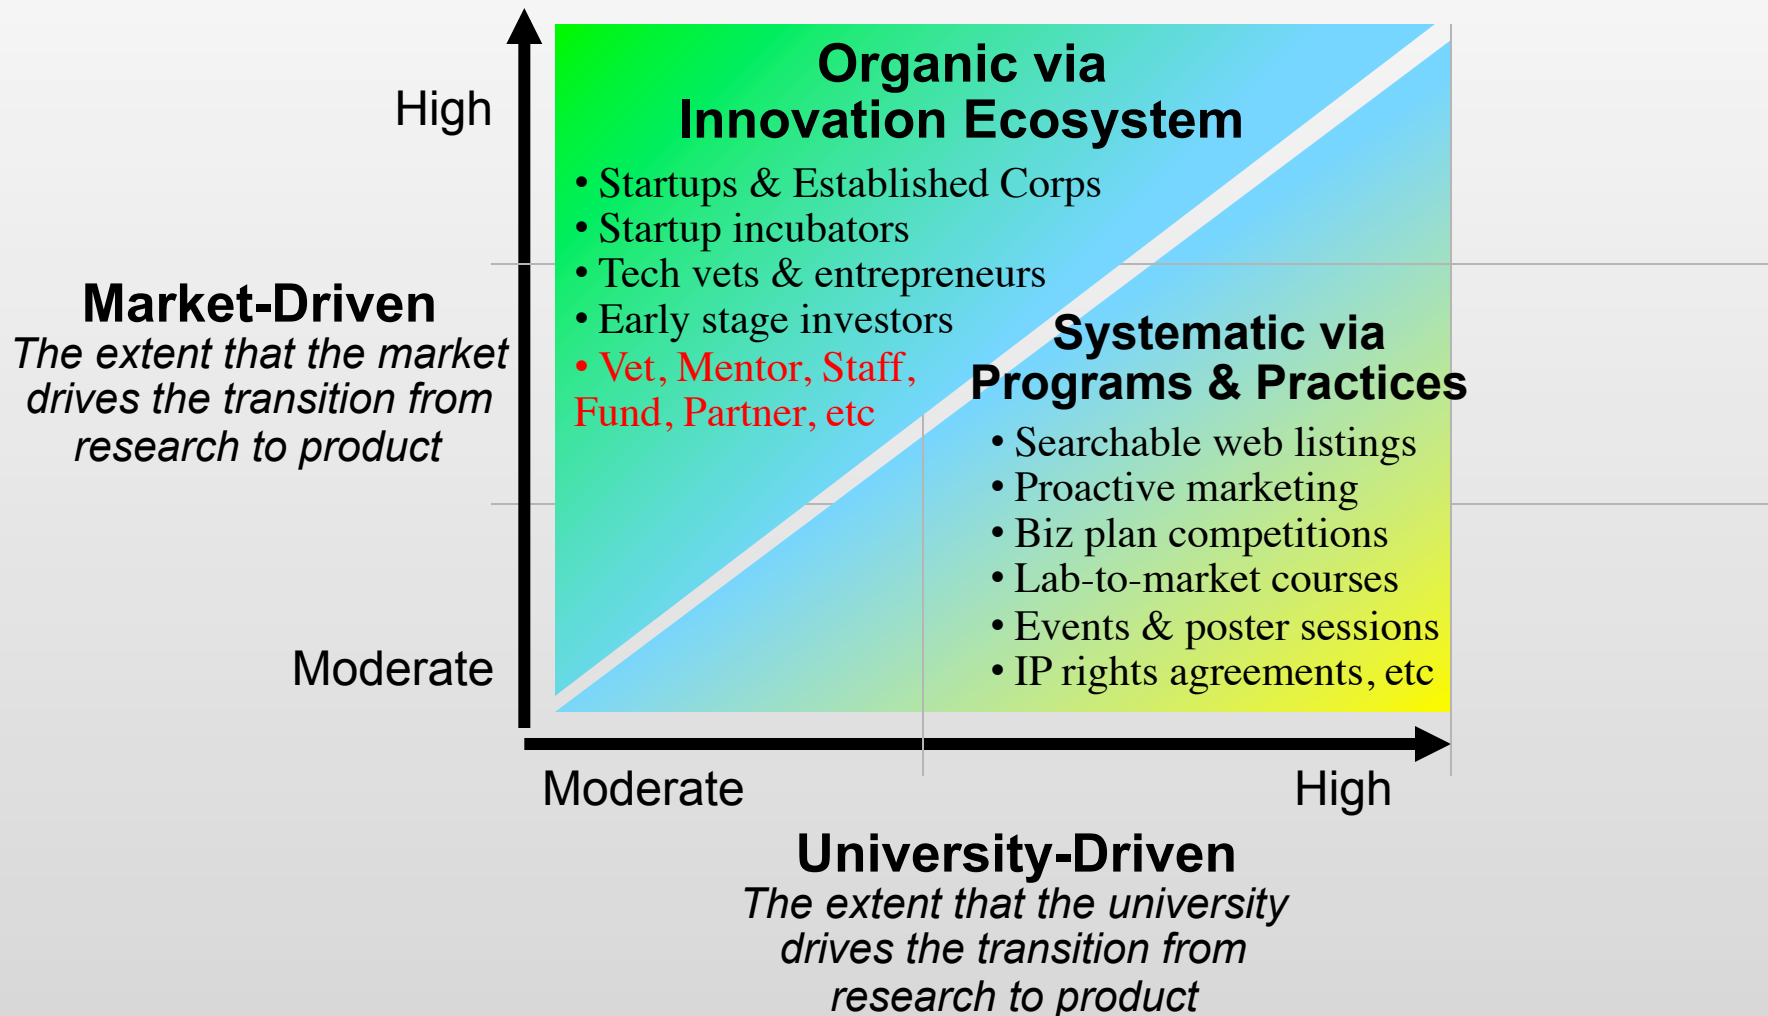 High
Organic via
Innovation Ecosystem
• Startups & Established Corps
• Startup incubators
• Tech vets & entrepreneurs
• Early stage investors
• Vet, Mentor, Staff,
Fund, Partner, etc
Market-Driven
The extent that the market
drives the transition from
research to product
Systematic via
Programs & Practices
• Searchable web listings
• Proactive marketing
• Biz plan competitions
• Lab-to-market courses
• Events & poster sessions
• IP rights agreements, etc
Moderate
Moderate
High
University-Driven
The extent that the university
drives the transition from
research to product